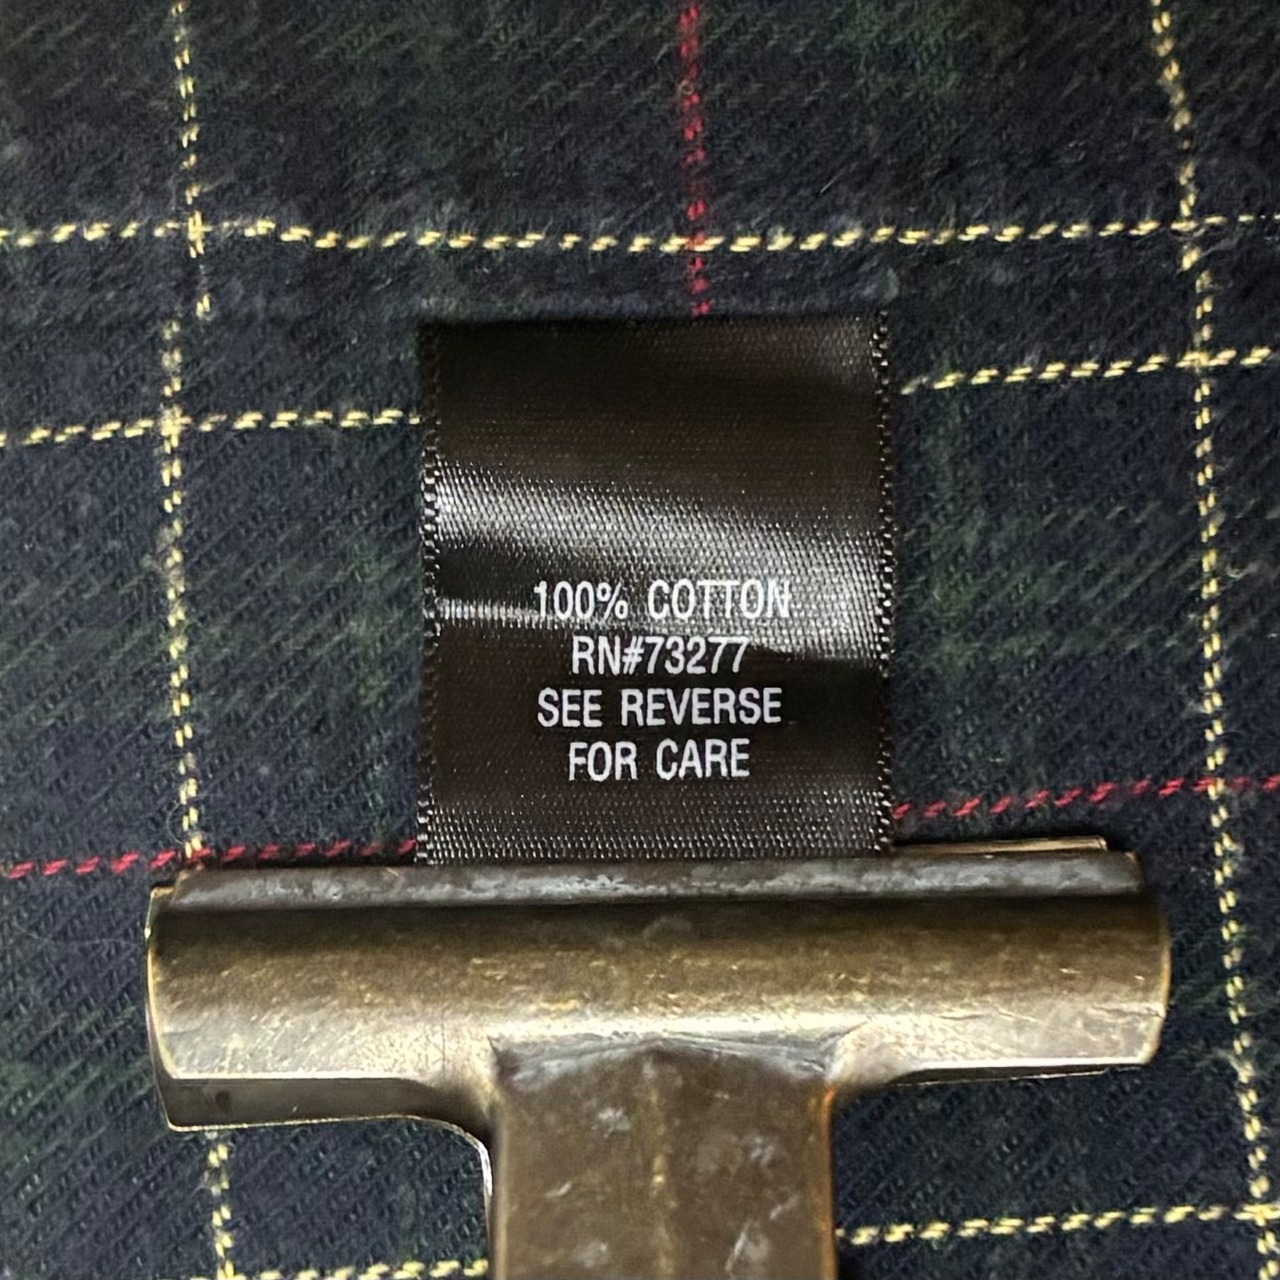 100% COTTON
RN#73277
SEE REVERSE
FOR CARE